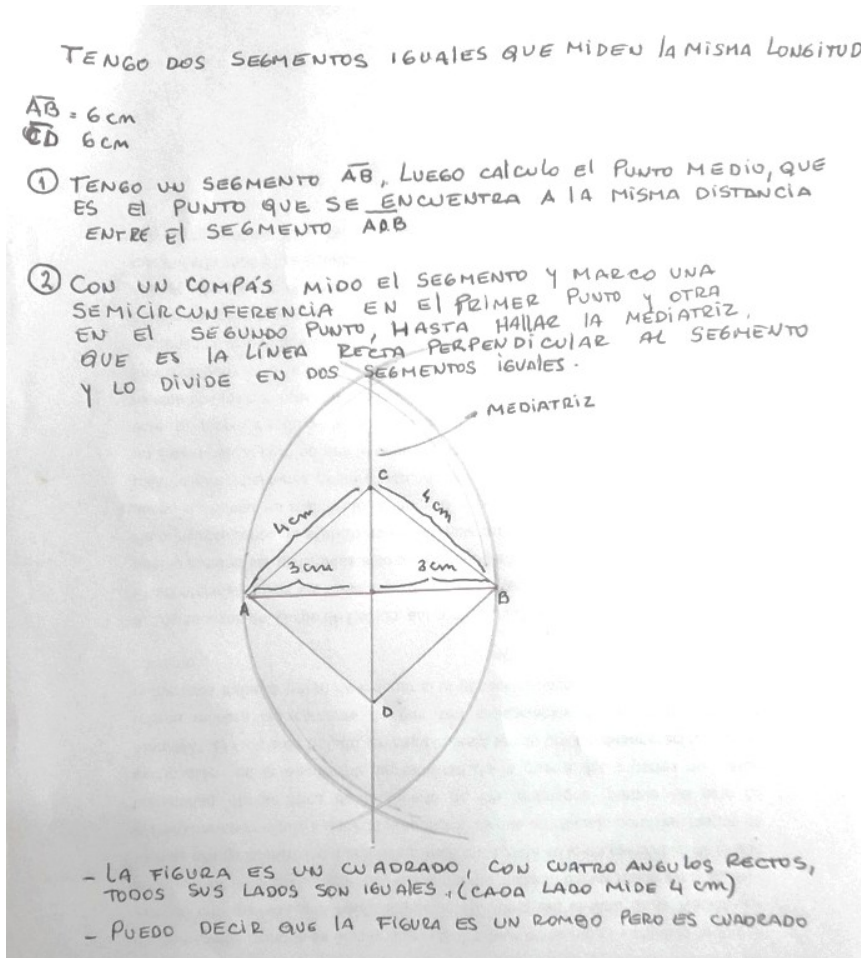 TENGO DOS SEGMENTOS IGUALES QUE MIDEN LA MISMA LONGITUD
AB = 6 cm
CD 6 cm
① TENGO UN SEGMENTO AB, LUEGO CALCULO EL PUNTO MEDIO, QUE
ES EL PUNTO QUE SE ENCUENTRA A LA MISMA DISTANCIA
ENTRE EL SEGMENTO
② CON UN COMPÁS MIDO EL SEGMENTO Y MARCO UNA
SEMICIRCUNFERENCIA EN EL PRIMER PUNTO Y OTRA
EN EL SEGUNDO PUNTO, HASTA HALLAR LA MEDIATRIZ,
QUE ES LA LÍNEA RECTA PERPENDICULAR AL SEGMENTO
Y LO DIVIDE EN DOS SEGMENTOS IGUALES.
MEDIATRIZ
C
4 cm 4 cm
3 cm 3 cm
A B
D
- LA FIGURA ES UN CUADRADO, CON CUATRO ANGULOS RECTOS,
TODOS SUS LADOS SON IGUALES, (CADA LADO MIDE 4 cm)
- PUEDO DECIR QUE LA FIGURA ES UN ROMBO PERO ES CUADRADO